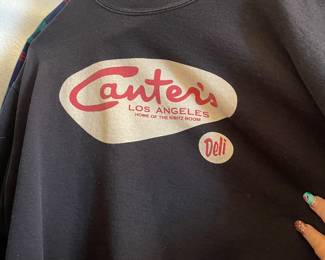 Canter's
LOS ANGELES
HOME OF THE KIBITZ ROOM
Deli